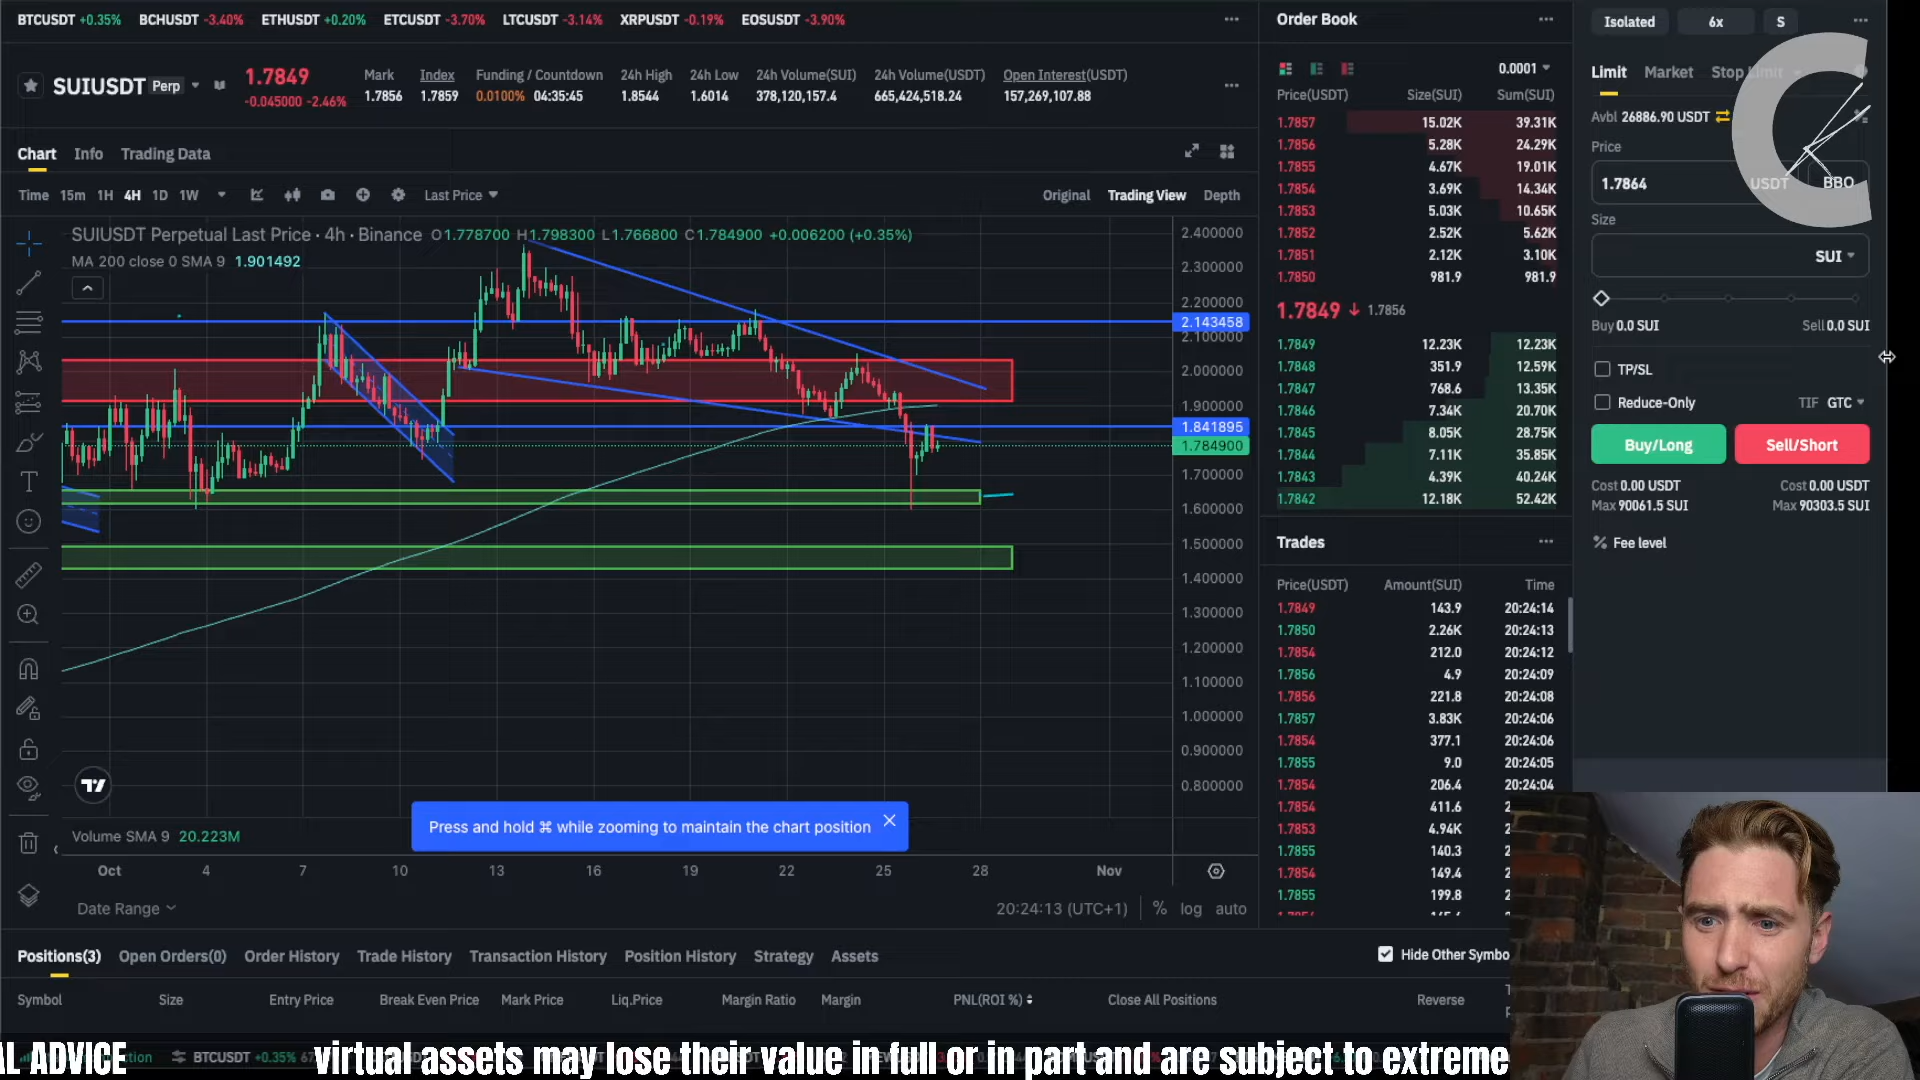 BTCUSDT +0.35% BCHUSDT -3.40% ETHUSDT +0.20% ETCUSDT -3.70% LTCUSDT -3.14% XRPUSDT -0.19% EOSUSDT -3.90%
SUIUSDT Perp
1.7849
-0.045000 -2.46%
Mark Index Funding / Countdown 24h High 24h Low 24h Volume(SUI) 24h Volume(USDT) Open Interest(USDT)
1.7856 1.7859 0.0100% 04:35:45 1.8544 1.6014 378,120,157.4 665,424,518.24 157,269,107.88
Chart Info Trading Data
Time 15m 1H 4H 1D 1W Last Price Original Trading View Depth
SUIUSDT Perpetual Last Price · 4h · Binance O1.778700 H1.798300 L1.766800 C1.784900 +0.006200 (+0.35%)
MA 200 close 0 SMA 9 1.901492
2.400000
2.300000
2.200000
2.143458
2.100000
2.000000
1.900000
1.841895
1.784900
1.700000
1.600000
1.500000
1.400000
1.300000
1.200000
1.100000
1.000000
0.900000
0.800000
Press and hold ⌘ while zooming to maintain the chart position
Volume SMA 9 20.223M
Oct 4 7 10 13 16 19 22 25 28 Nov
Date Range 20:24:13 (UTC+1) % log auto
Order Book
0.0001
Price(USDT) Size(SUI) Sum(SUI)
1.7857 15.02K 39.31K
1.7856 5.28K 24.29K
1.7855 4.67K 19.01K
1.7854 3.69K 14.34K
1.7853 5.03K 10.65K
1.7852 2.52K 5.62K
1.7851 2.12K 3.10K
1.7850 981.9 981.9
1.7849 1.7856
1.7849 12.23K 12.23K
1.7848 351.9 12.59K
1.7847 768.6 13.35K
1.7846 7.34K 20.70K
1.7845 8.05K 28.75K
1.7844 7.11K 35.85K
1.7843 4.39K 40.24K
1.7842 12.18K 52.42K
Trades
Price(USDT) Amount(SUI) Time
1.7849 143.9 20:24:14
1.7850 2.26K 20:24:13
1.7854 212.0 20:24:12
1.7856 4.9 20:24:09
1.7856 221.8 20:24:08
1.7857 3.83K 20:24:06
1.7854 377.1 20:24:06
1.7855 9.0 20:24:05
1.7854 206.4 20:24:04
1.7854 411.6 2
1.7853 4.94K 2
1.7855 140.3 2
1.7854 149.4 2
1.7855 199.8 2
Isolated 6x S
Limit Market Stop Limit
Avbl 26886.90 USDT
Price
1.7864 USDT BBO
Size
SUI
Buy 0.0 SUI Sell 0.0 SUI
TP/SL
Reduce-Only TIF GTC
Buy/Long Sell/Short
Cost 0.00 USDT Cost 0.00 USDT
Max 90061.5 SUI Max 90303.5 SUI
% Fee level
Positions(3) Open Orders(0) Order History Trade History Transaction History Position History Strategy Assets Hide Other Symbo
Symbol Size Entry Price Break Even Price Mark Price Liq.Price Margin Ratio Margin PNL(ROI %) Close All Positions Reverse
BTCUSDT +0.35%
AL ADVICE virtual assets may lose their value in full or in part and are subject to extreme